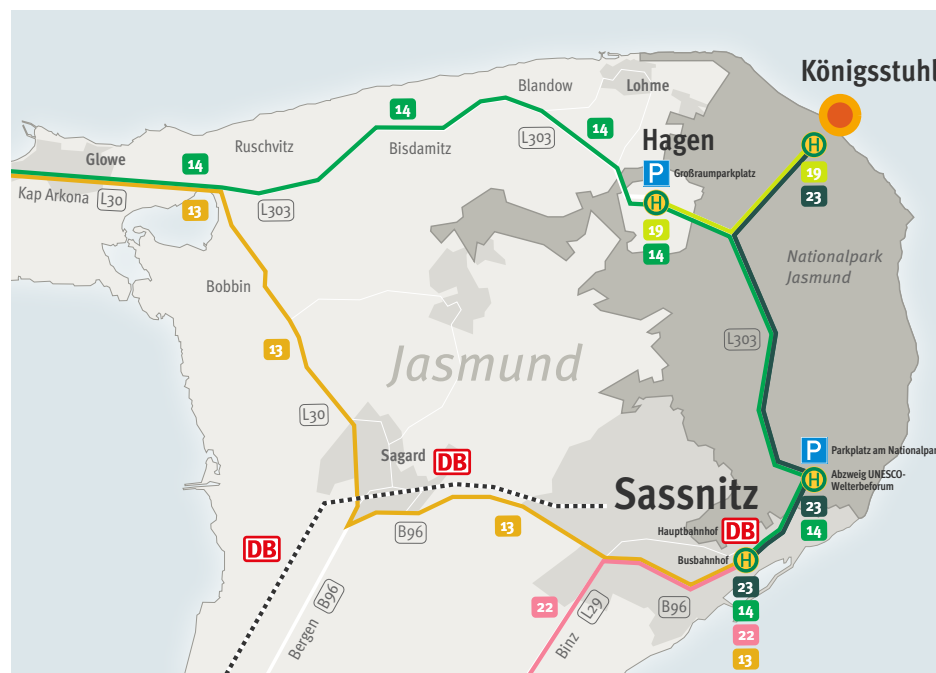 Königsstuhl
Blandow
Lohme
14
14
L303
Ruschvitz
Bisdamitz
Hagen
H
Glowe
14
P
Großraumparkplatz
19
23
Kap Arkona
L30
13
L303
H
19
14
Nationalpark
Jasmund
Bobbin
L303
13
Jasmund
L30
Sagard
DB
P
Parkplatz am Nationalpar
H
Abzweig UNESCO-
Welterbeforum
Sassnitz
23
14
B96
13
Hauptbahnhof
DB
DB
Busbahnhof
H
23
14
22
13
B96
Bergen
22
L29
Binz
B96